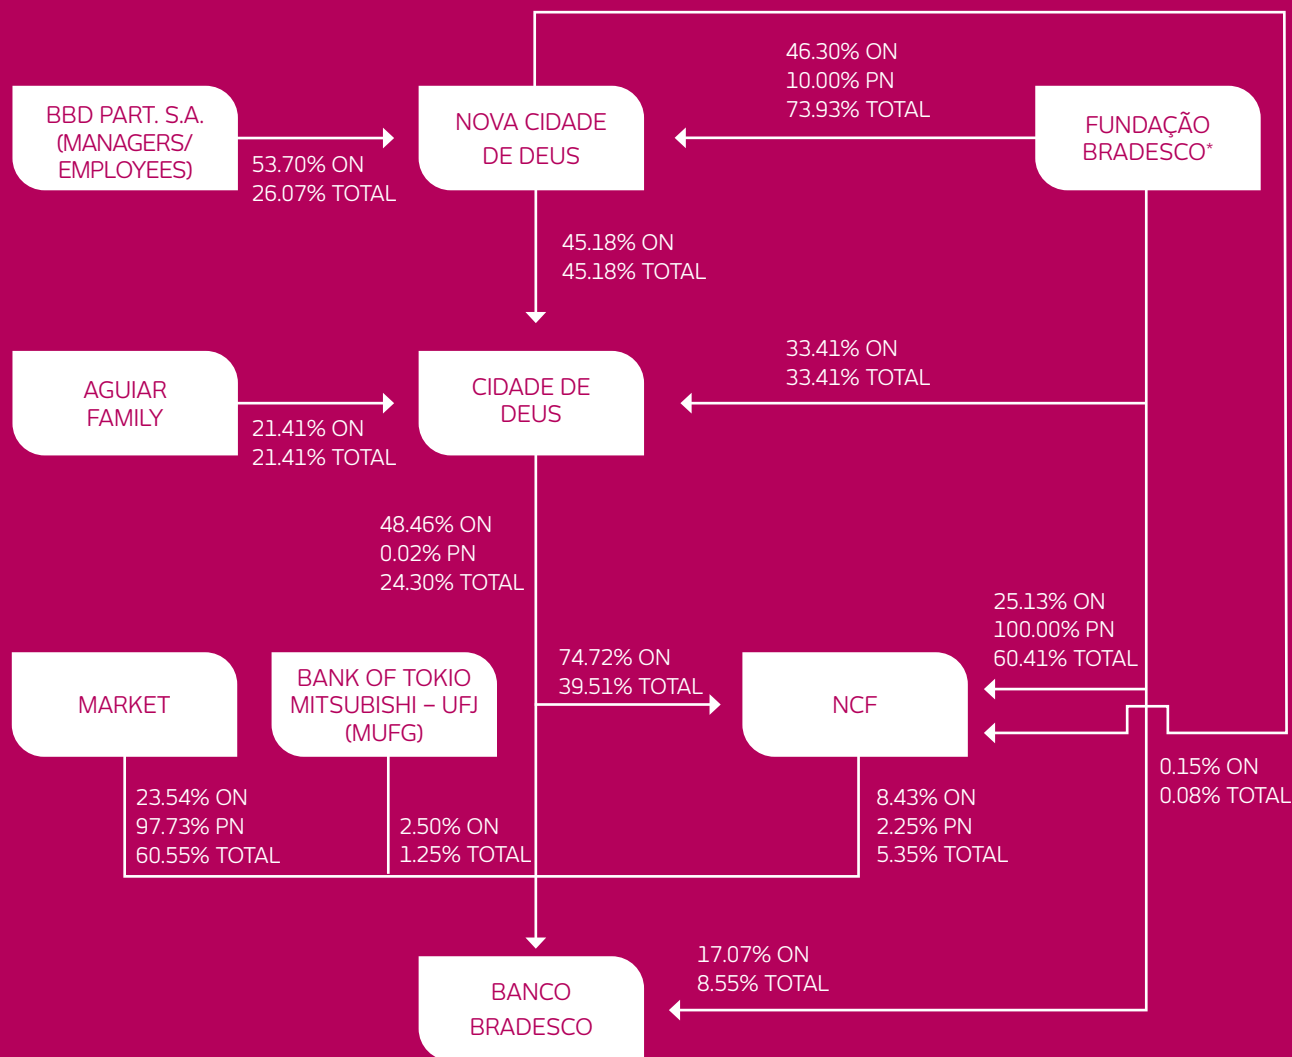 46.30% ON
10.00% PN
73.93% TOTAL
BBD PART. S.A.
(MANAGERS/
EMPLOYEES)
53.70% ON
26.07% TOTAL
NOVA CIDADE
DE DEUS
FUNDAÇÃO
BRADESCO*
45.18% ON
45.18% TOTAL
AGUIAR
FAMILY
21.41% ON
21.41% TOTAL
CIDADE DE
DEUS
33.41% ON
33.41% TOTAL
48.46% ON
0.02% PN
24.30% TOTAL
25.13% ON
100.00% PN
60.41% TOTAL
MARKET
BANK OF TOKIO
MITSUBISHI – UFJ
(MUFG)
74.72% ON
39.51% TOTAL
NCF
0.15% ON
0.08% TOTAL
23.54% ON
97.73% PN
60.55% TOTAL
2.50% ON
1.25% TOTAL
8.43% ON
2.25% PN
5.35% TOTAL
17.07% ON
8.55% TOTAL
BANCO
BRADESCO